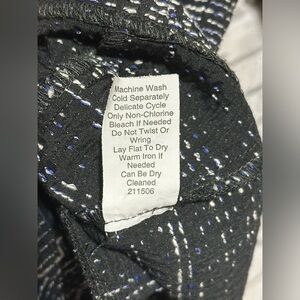 Machine Wash
Cold Separately
Delicate Cycle
Only Non-Chlorine
Bleach If Needed
Do Not Twist Or
Wring
Lay Flat To Dry
Warm Iron If
Needed
Can Be Dry
Cleaned
211506